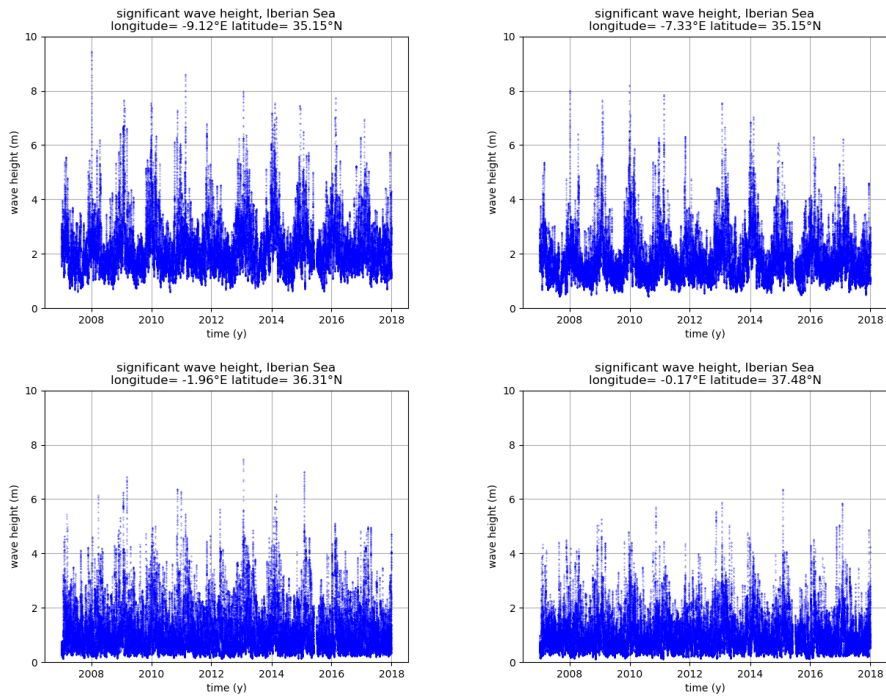 significant wave height, Iberian Sea
longitude= -9.12°E latitude= 35.15°N
10
8
6
4
2
0
wave height (m)
2008 2010 2012 2014 2016 2018
time (y)
significant wave height, Iberian Sea
longitude= -7.33°E latitude= 35.15°N
10
8
6
4
2
0
wave height (m)
2008 2010 2012 2014 2016 2018
time (y)
significant wave height, Iberian Sea
longitude= -1.96°E latitude= 36.31°N
10
8
6
4
2
0
wave height (m)
2008 2010 2012 2014 2016 2018
time (y)
significant wave height, Iberian Sea
longitude= -0.17°E latitude= 37.48°N
10
8
6
4
2
0
wave height (m)
2008 2010 2012 2014 2016 2018
time (y)